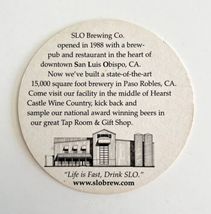 SLO Brewing Co.
opened in 1988 with a brew-
pub and restaurant in the heart of
downtown San Luis Obispo, CA.
Now we've built a state-of-the-art
15,000 square foot brewery in Paso Robles, CA.
Come visit our facility in the middle of Hearst
Castle Wine Country, kick back and
sample our national award winning beers in
our great Tap Room & Gift Shop.
"Life is Fast, Drink SLO."
www.slobrew.com